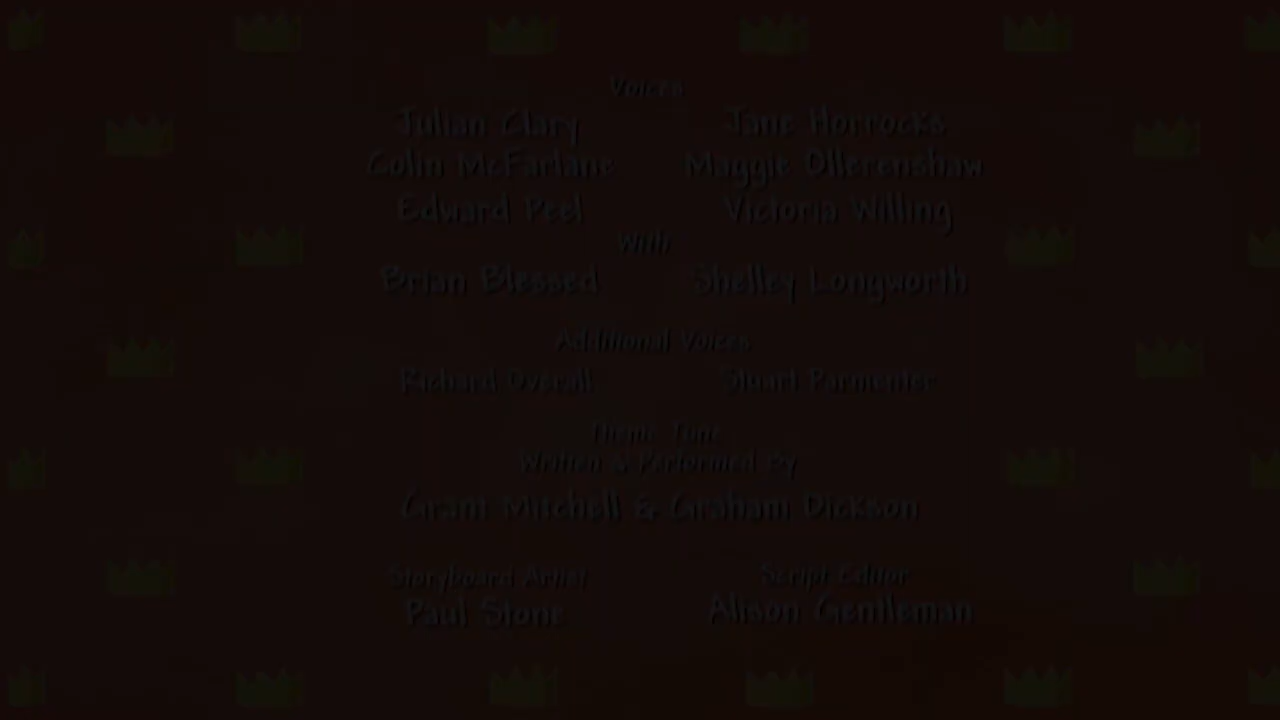 Voices
Julian Clary Jane Horrocks
Colin McFarlane Maggie Ollerenshaw
Edward Peel Victoria Willing
With
Brian Blessed Shelley Longworth
Additional Voices
Richard Overall Stuart Parmenter
Theme Tune
Written & Performed By
Grant Mitchell & Graham Dickson
Storyboard Artist Script Editor
Paul Stone Alison Gentleman